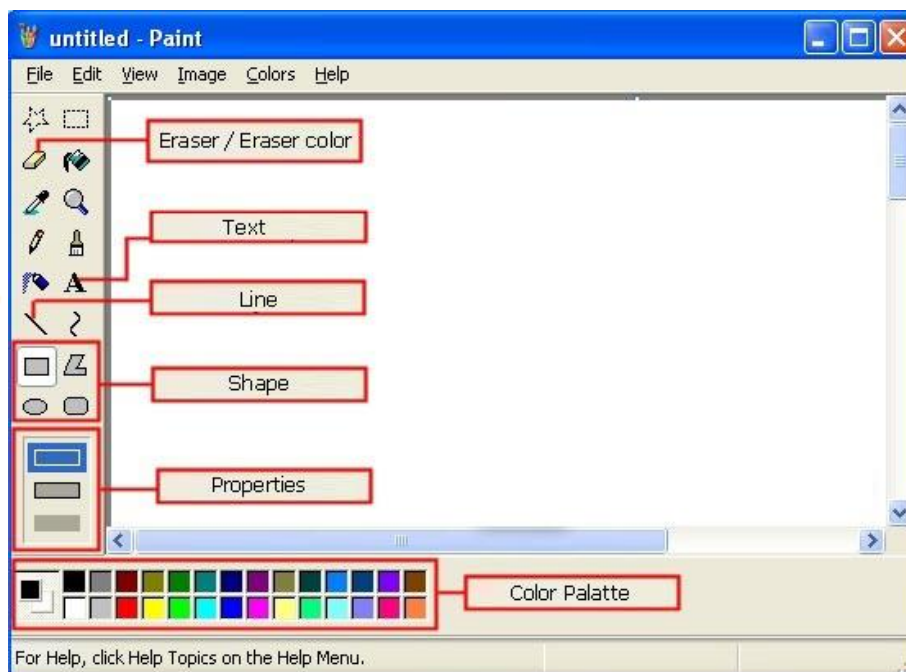 untitled - Paint
File Edit View Image Colors Help
Eraser / Eraser color
Text
A
Line
Shape
Properties
Color Palatte
For Help, click Help Topics on the Help Menu.